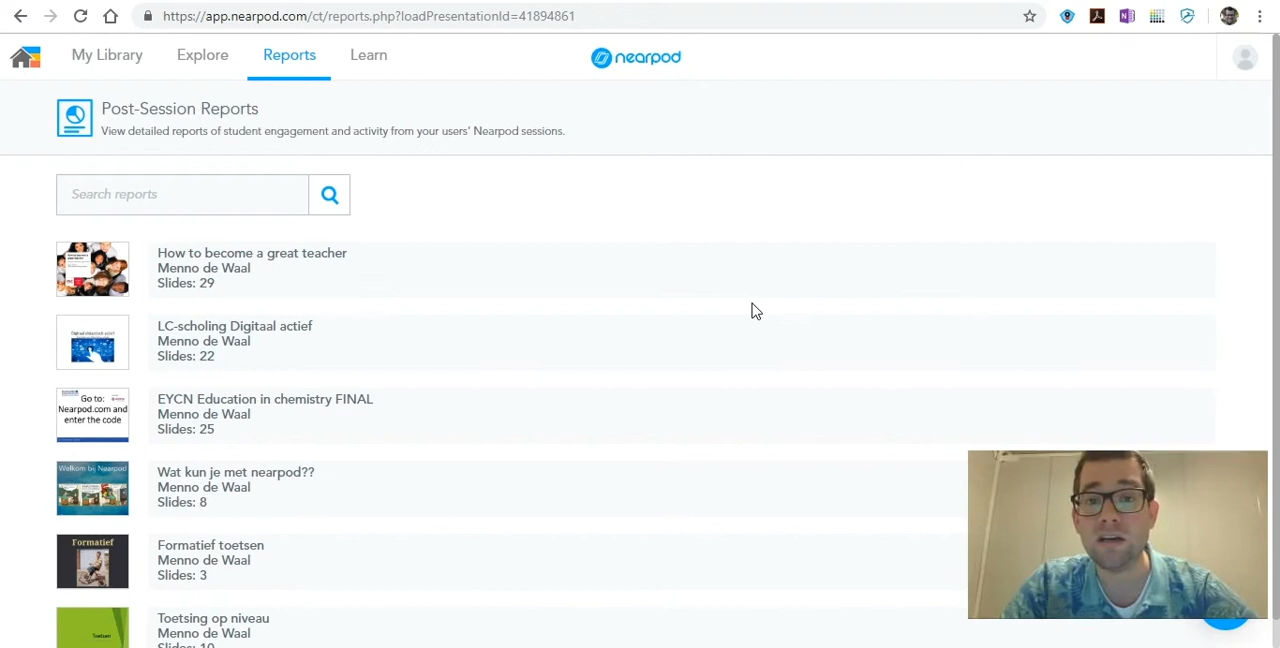 https://app.nearpod.com/ct/reports.php?loadPresentationId=41894861
My Library
Explore
Reports
Learn
nearpod
Post-Session Reports
View detailed reports of student engagement and activity from your users' Nearpod sessions.
Search reports
How to become a great teacher
Menno de Waal
Slides: 29
LC-scholing Digitaal actief
Menno de Waal
Slides: 22
Go to:
Nearpod.com and
enter the code
EYCN Education in chemistry FINAL
Menno de Waal
Slides: 25
Welkom bij Nearpod
Wat kun je met nearpod??
Menno de Waal
Slides: 8
Formatief
Formatief toetsen
Menno de Waal
Slides: 3
Toetsen
Toetsing op niveau
Menno de Waal
Slides: 10